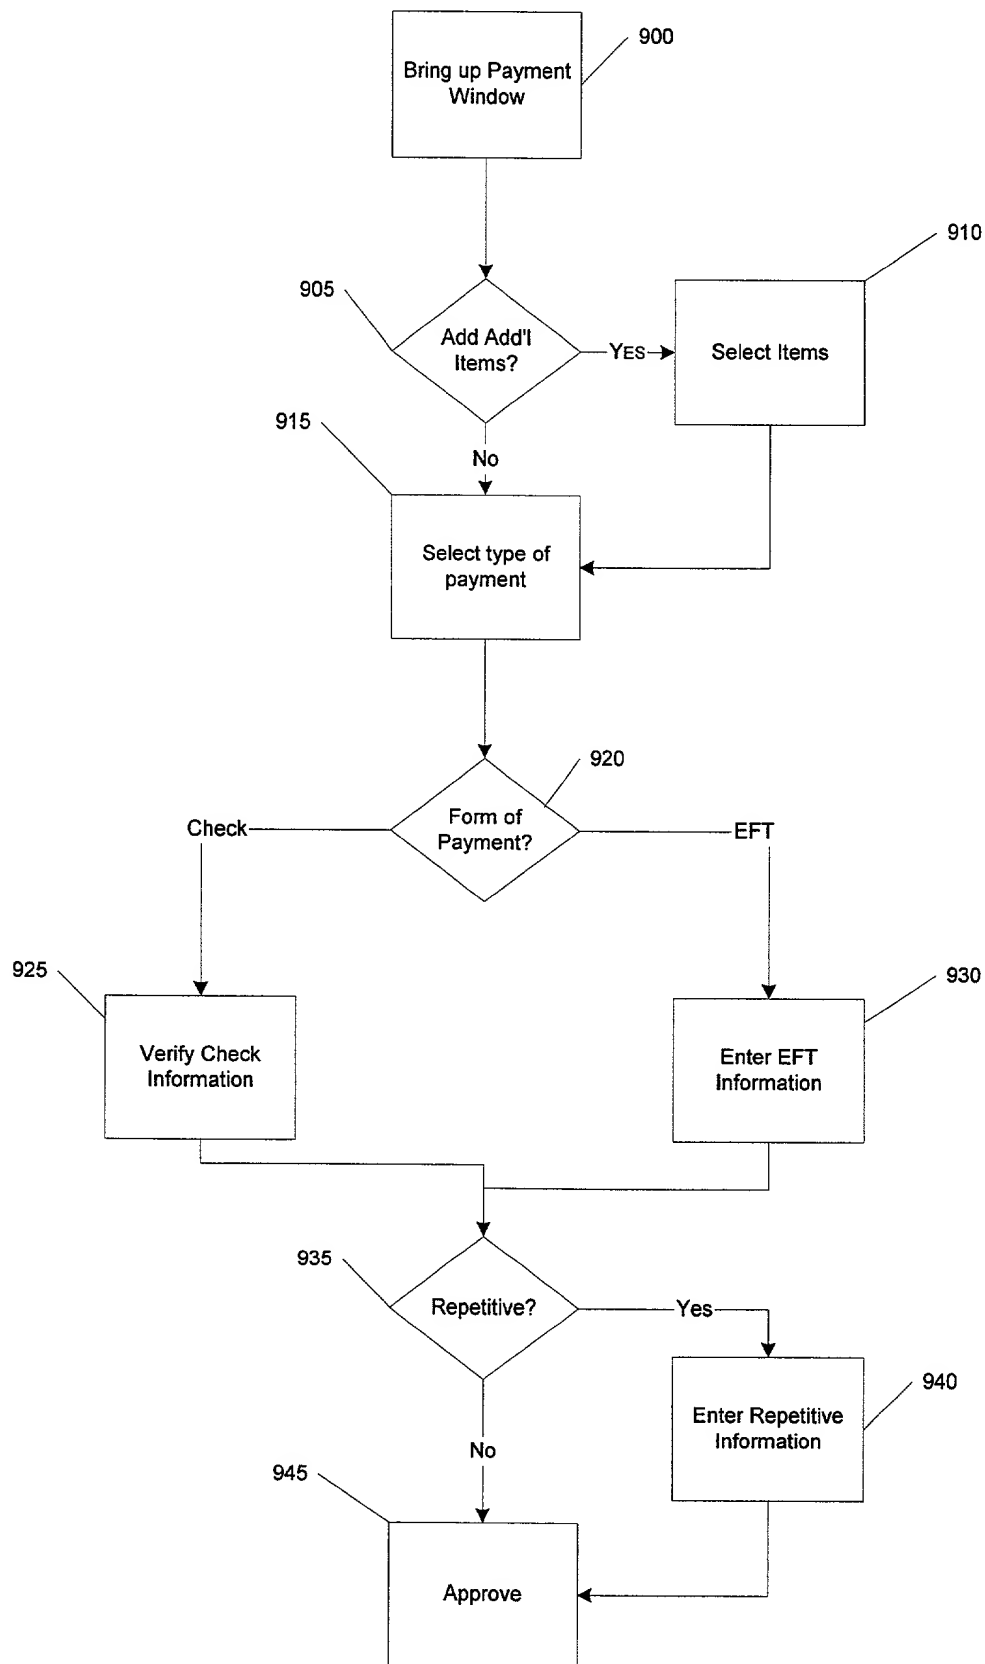 900
Bring up Payment
Window
910
905
Add Add'l
Items?
YES
Select Items
915
No
Select type of
payment
920
Form of
Payment?
Check
EFT
925
930
Verify Check
Information
Enter EFT
Information
935
Repetitive?
Yes
940
Enter Repetitive
Information
No
945
Approve